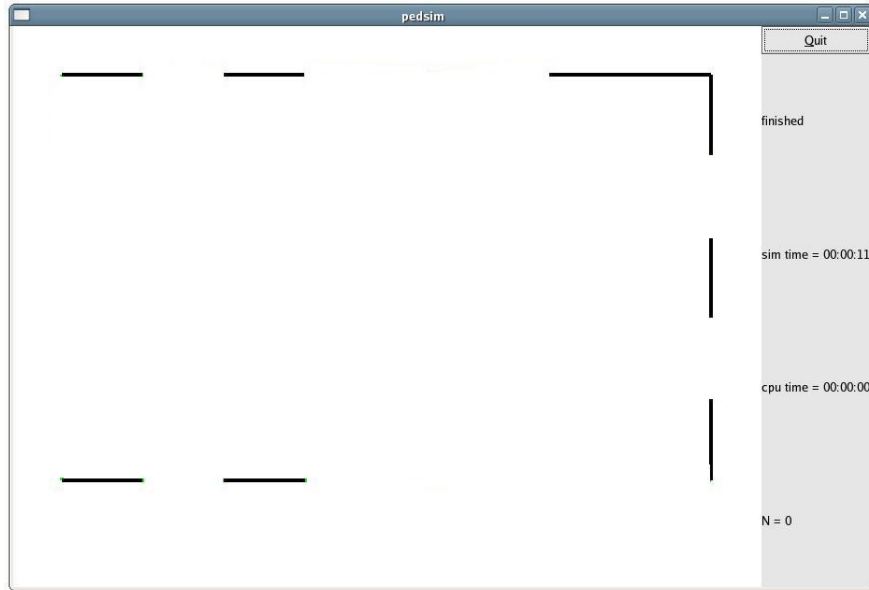 pedsim
Quit
finished
sim time = 00:00:11
cpu time = 00:00:00
N = 0